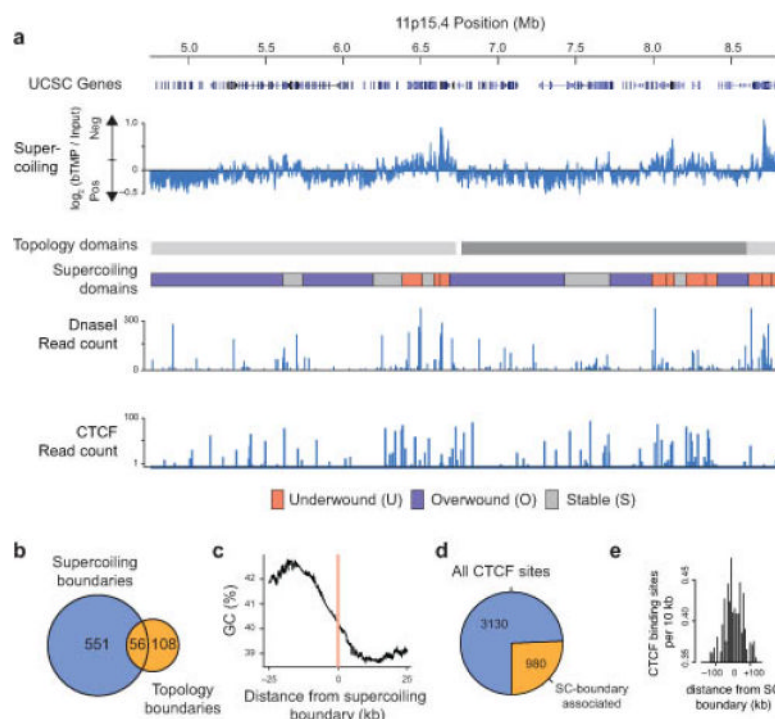 11p15.4 Position (Mb)
a
5.0 5.5 6.0 6.5 7.0 7.5 8.0 8.5
UCSC Genes
Super-
coiling
log2 (bTMP / Input)
Pos Neg
1.0
0
-0.5
Topology domains
Supercoiling
domains
300
DnaseI
Read count
0
100
CTCF
Read count
1
Underwound (U) Overwound (O) Stable (S)
b
Supercoiling
boundaries
551 56 108
Topology
boundaries
c
GC (%)
42
41
40
39
-25 0 25
Distance from supercoiling
boundary (kb)
d
All CTCF sites
3130
980
SC-boundary
associated
e
CTCF binding sites
per 10 kb
0.45
0.40
0.35
-100 0 +100
distance from SC
boundary (kb)